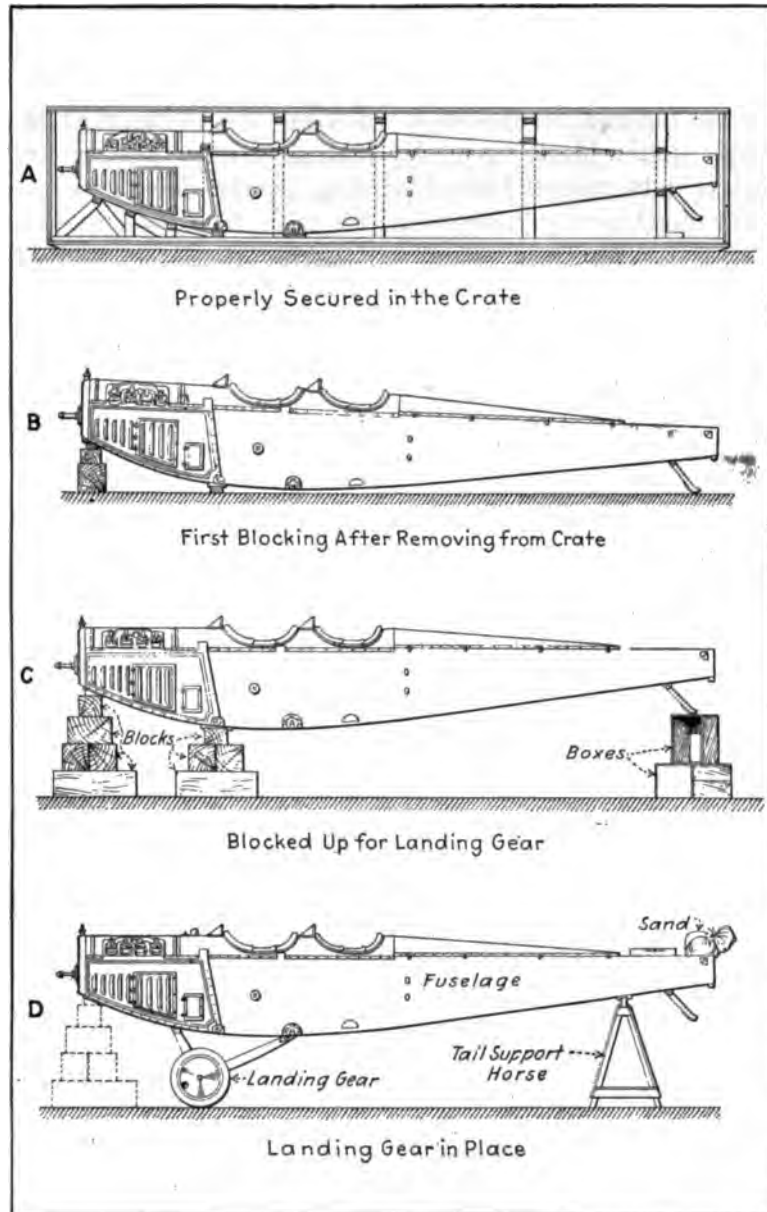 A
Properly Secured in the Crate
B
First Blocking After Removing from Crate
C
Blocks
Boxes
Blocked Up for Landing Gear
Sand
D
Fuselage
Landing Gear
Tail Support
Horse
Landing Gear in Place